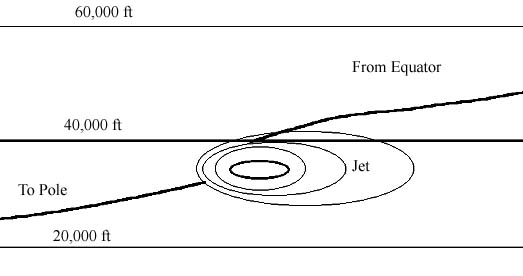 60,000 ft
From Equator
40,000 ft
Jet
To Pole
20,000 ft